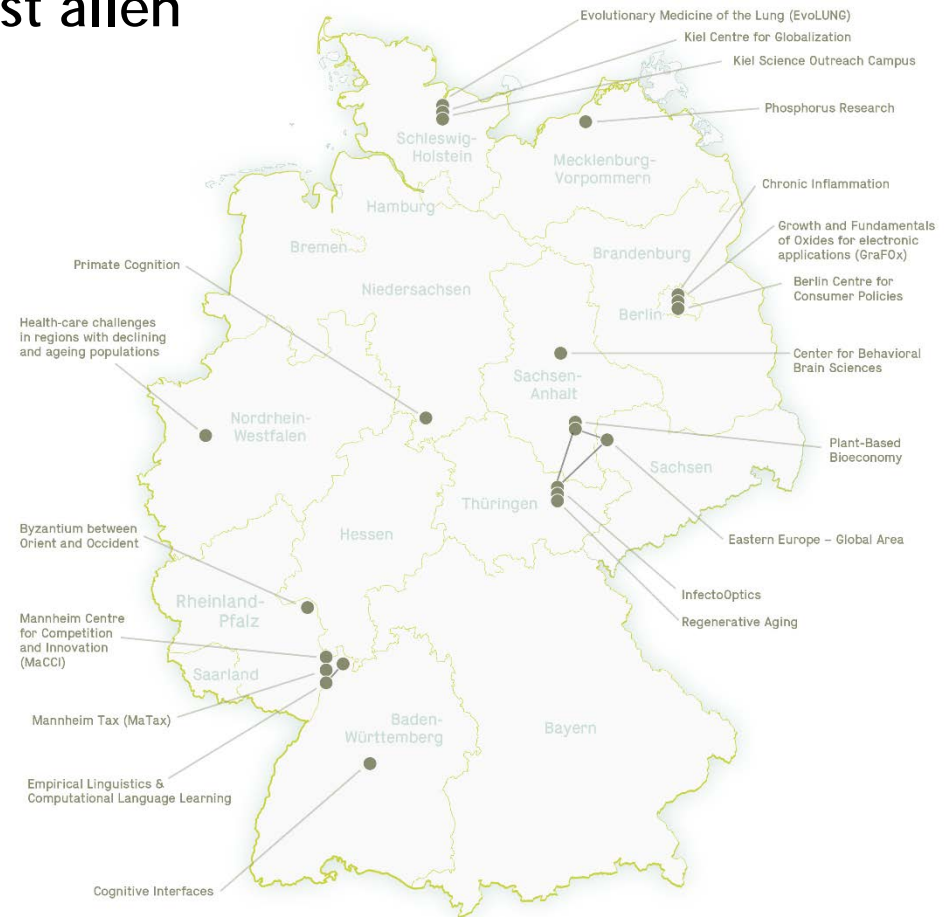 st allen
Evolutionary Medicine of the Lung (EvoLUNG)
Kiel Centre for Globalization
Kiel Science Outreach Campus
Phosphorus Research
Schleswig-
Holstein
Mecklenburg-
Vorpommern
Chronic Inflammation
Hamburg
Growth and Fundamentals
of Oxides for electronic
applications (GraFOx)
Bremen
Brandenburg
Primate Cognition
Niedersachsen
Berlin Centre for
Consumer Policies
Berlin
Health-care challenges
in regions with declining
and ageing populations
Center for Behavioral
Brain Sciences
Sachsen-
Anhalt
Nordrhein-
Westfalen
Plant-Based
Bioeconomy
Sachsen
Thüringen
Byzantium between
Orient and Occident
Hessen
Eastern Europe – Global Area
InfectoOptics
Rheinland-
Pfalz
Regenerative Aging
Mannheim Centre
for Competition
and Innovation
(MaCCI)
Saarland
Mannheim Tax (MaTax)
Baden-
Württemberg
Bayern
Empirical Linguistics &
Computational Language Learning
Cognitive Interfaces